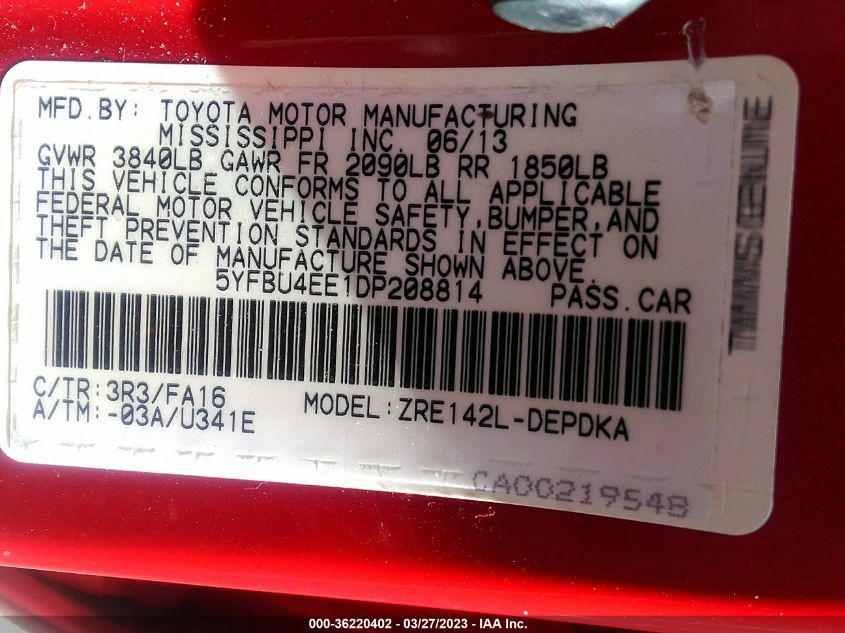 MFD.BY: TOYOTA MOTOR MANUFACTURING
MISSISSIPPI INC. 06/13
GVWR 3840LB GAWR FR 2090LB RR 1850LB
THIS VEHICLE CONFORMS TO ALL APPLICABLE
FEDERAL MOTOR VEHICLE SAFETY,BUMPER,AND
THEFT PREVENTION STANDARDS IN EFFECT ON
THE DATE OF MANUFACTURE SHOWN ABOVE.
5YFBU4EE1DP208814 PASS.CAR
C/TR:3R3/FA16
A/TM:-03A/U341E
MODEL:ZRE142L-DEPDKA
CA00219548
000-36220402 - 03/27/2023 - IAA Inc.